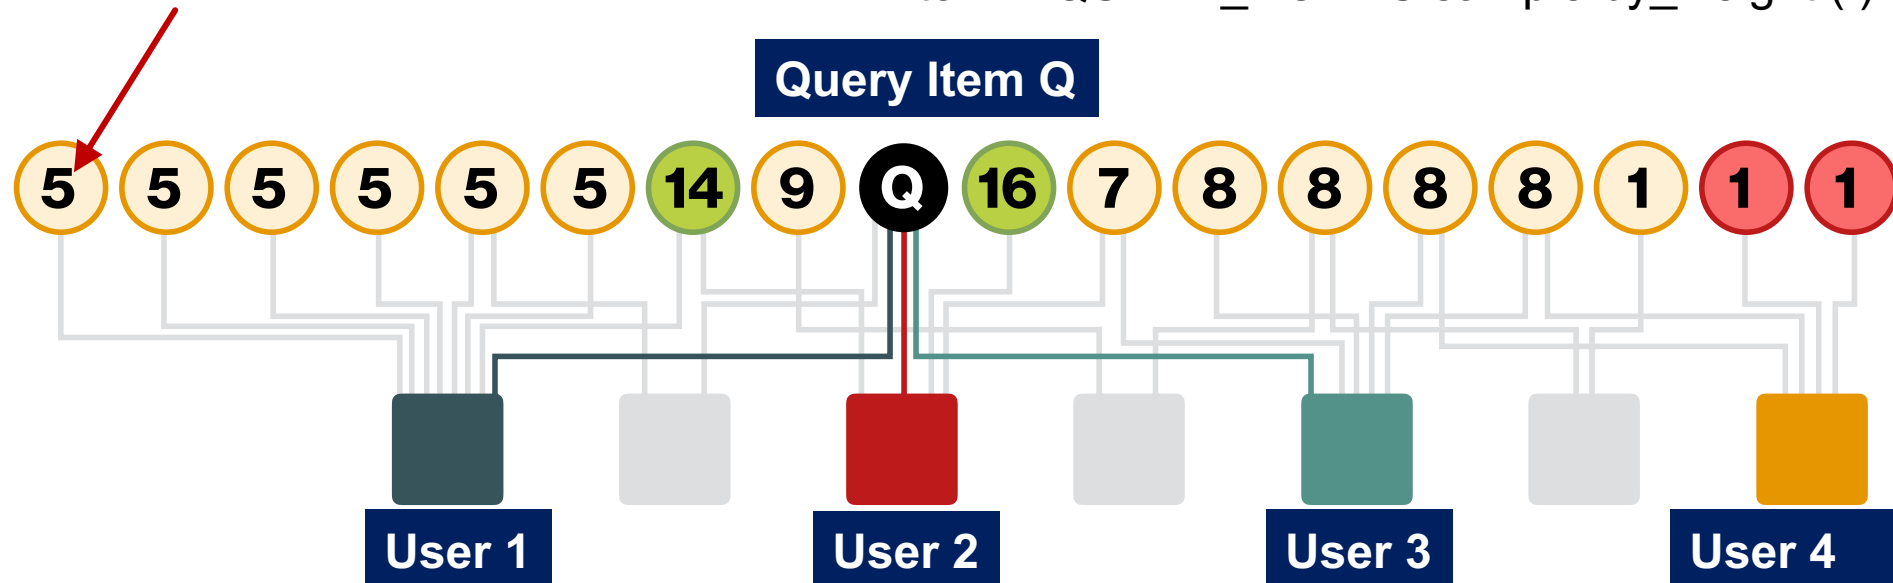 Query Item Q
5 5 5 5 5 5 14 9 Q 16 7 8 8 8 8 1 1 1
User 1 User 2 User 3 User 4